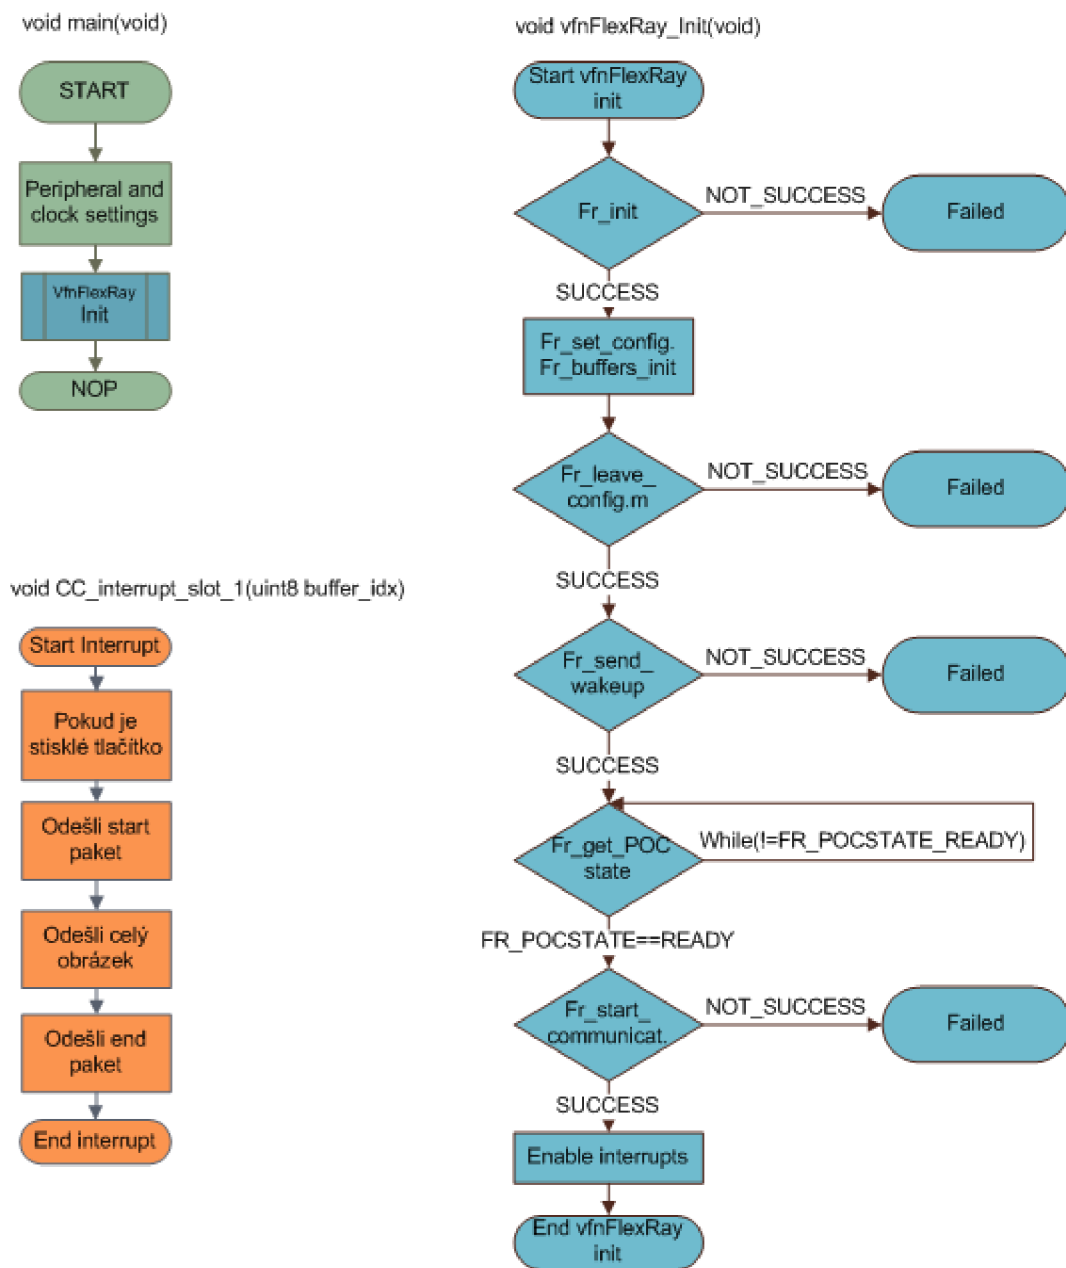 void main(void)
START
Peripheral and
clock settings
VfnFlexRay
Init
NOP
void CC_interrupt_slot_1(uint8 buffer_idx)
Start Interrupt
Pokud je
stisklé tlačítko
Odešli start
paket
Odešli celý
obrázek
Odešli end
paket
End interrupt
void vfnFlexRay_Init(void)
Start vfnFlexRay
init
Fr_init
NOT_SUCCESS
Failed
SUCCESS
Fr_set_config.
Fr_buffers_init
Fr_leave_
config.m
NOT_SUCCESS
Failed
SUCCESS
Fr_send_
wakeup
NOT_SUCCESS
Failed
SUCCESS
Fr_get_POC
state
While(!=FR_POCSTATE_READY)
FR_POCSTATE==READY
Fr_start_
communicat.
NOT_SUCCESS
Failed
SUCCESS
Enable interrupts
End vfnFlexRay
init